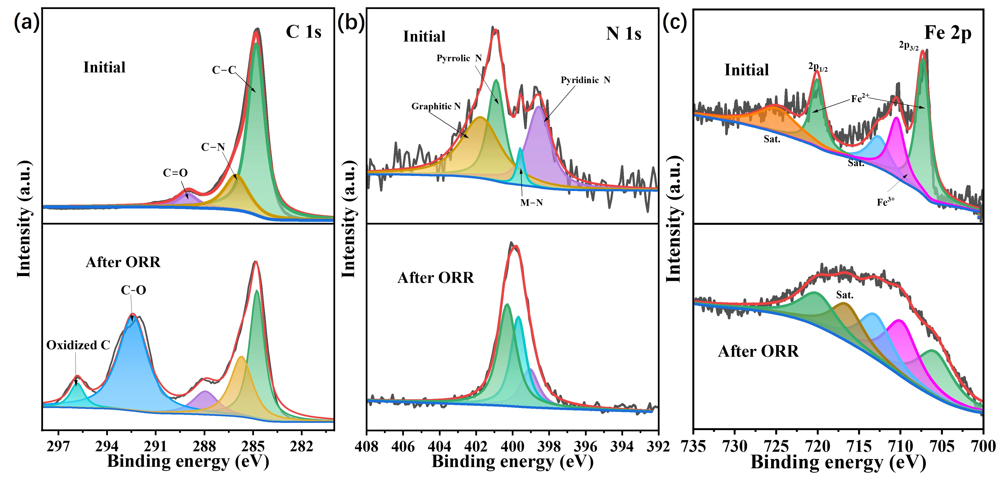 (a)
C 1s
Initial
C–C
C–N
C=O
After ORR
C-O
Oxidized C
Intensity (a.u.)
297 294 291 288 285 282
Binding energy (eV)
(b)
N 1s
Initial
Pyrrolic N
Pyridinic N
Graphitic N
M–N
After ORR
Intensity (a.u.)
408 406 404 402 400 398 396 394 392
Binding energy (eV)
(c)
Fe 2p
2p3/2
2p1/2
Initial
Fe2+
Sat.
Sat.
Fe3+
Sat.
After ORR
Intensity (a.u.)
735 730 725 720 715 710 705 700
Binding energy (eV)